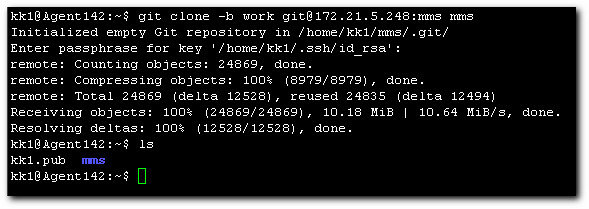 kk1@Agent142:~$ git clone -b work git@172.21.5.248:mms mms
Initialized empty Git repository in /home/kk1/mms/.git/
Enter passphrase for key '/home/kk1/.ssh/id_rsa':
remote: Counting objects: 24869, done.
remote: Compressing objects: 100% (8979/8979), done.
remote: Total 24869 (delta 12528), reused 24835 (delta 12494)
Receiving objects: 100% (24869/24869), 10.18 MiB | 10.64 MiB/s, done.
Resolving deltas: 100% (12528/12528), done.
kk1@Agent142:~$ ls
kk1.pub  mms
kk1@Agent142:~$